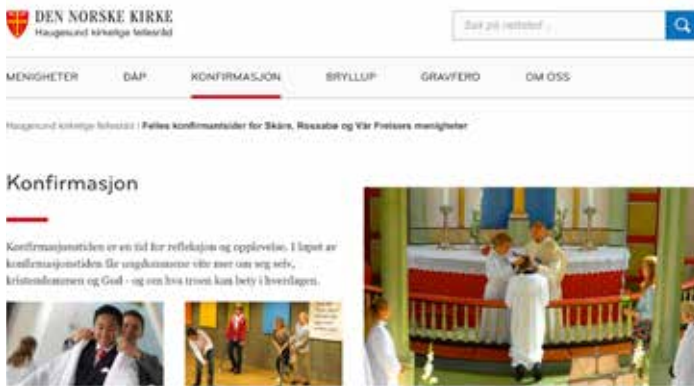 DEN NORSKE KIRKE
Haugesund kirkelige fellesråd
Søk på nettsted ...
MENIGHETER DÅP KONFIRMASJON BRYLLUP GRAVFERD OM OSS
Haugesund kirkelige fellesråd / Felles konfirmantsider for Skåre, Rossabø og Vår Frelsers menigheter
Konfirmasjon
Konfirmasjonstiden er en tid for refleksjon og opplevelse. I løpet av
konfirmasjonstiden får ungdommene vite mer om seg selv,
kristendommen og Gud - og om hva troen kan bety i hverdagen.